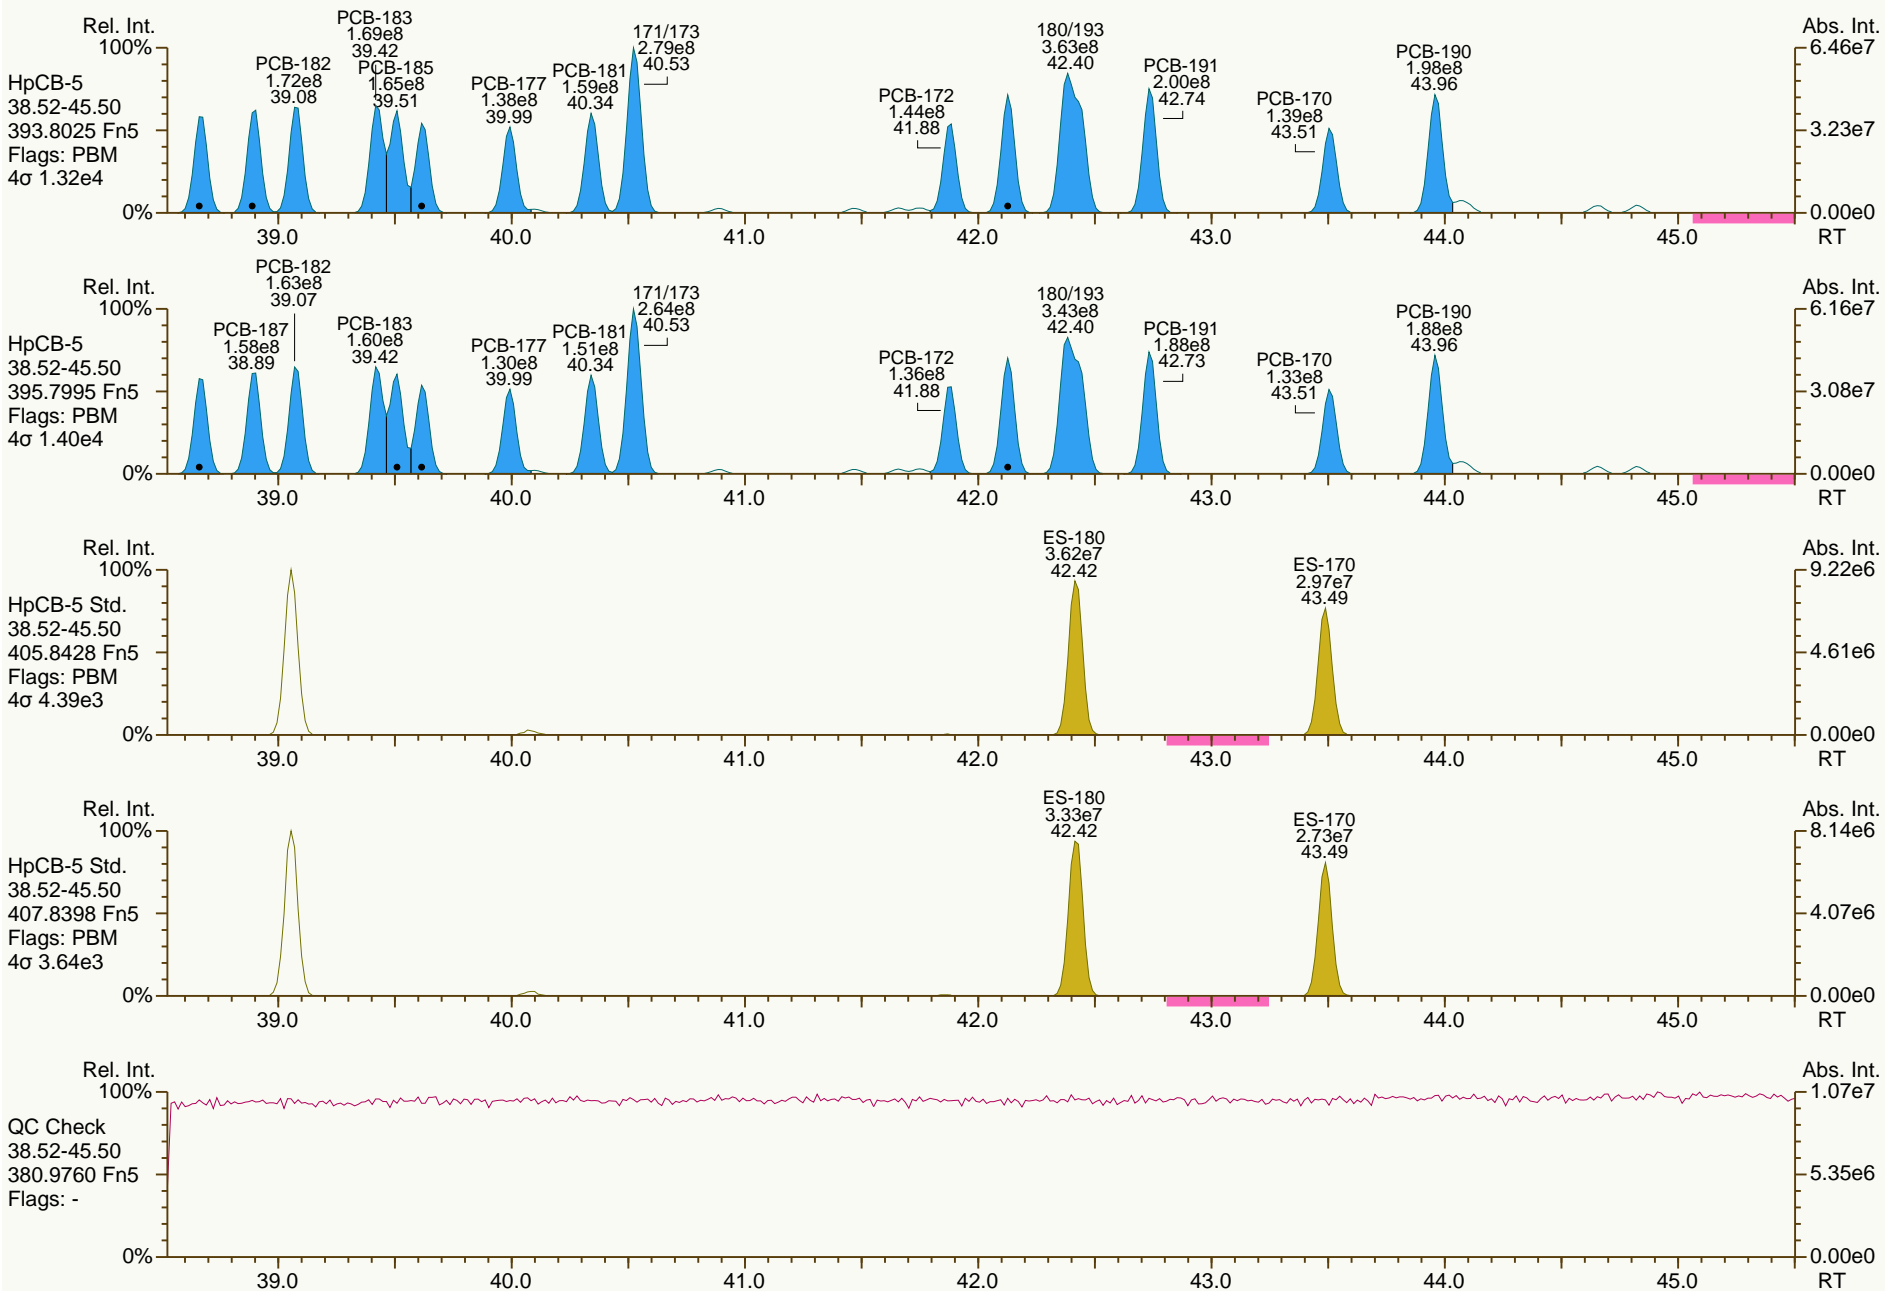 Rel. Int.
Abs. Int.
HpCB-5
38.52-45.50
393.8025 Fn5
Flags: PBM
4σ 1.32e4
100%
50%
0%
6.46e7
3.23e7
0.00e0
PCB-182
1.72e8
39.08
PCB-183
1.69e8
39.42
PCB-185
1.65e8
39.51
PCB-177
1.38e8
39.99
PCB-181
1.59e8
40.34
171/173
2.79e8
40.53
PCB-172
1.44e8
41.88
180/193
3.63e8
42.40
PCB-191
2.00e8
42.74
PCB-170
1.39e8
43.51
PCB-190
1.98e8
43.96
39.0 40.0 41.0 42.0 43.0 44.0 45.0 RT
Rel. Int.
Abs. Int.
HpCB-5
38.52-45.50
395.7995 Fn5
Flags: PBM
4σ 1.40e4
100%
50%
0%
6.16e7
3.08e7
0.00e0
PCB-187
1.58e8
38.89
PCB-182
1.63e8
39.07
PCB-183
1.60e8
39.42
PCB-177
1.30e8
39.99
PCB-181
1.51e8
40.34
171/173
2.64e8
40.53
PCB-172
1.36e8
41.88
180/193
3.43e8
42.40
PCB-191
1.88e8
42.73
PCB-170
1.33e8
43.51
PCB-190
1.88e8
43.96
39.0 40.0 41.0 42.0 43.0 44.0 45.0 RT
Rel. Int.
Abs. Int.
HpCB-5 Std.
38.52-45.50
405.8428 Fn5
Flags: PBM
4σ 4.39e3
100%
50%
0%
9.22e6
4.61e6
0.00e0
ES-180
3.62e7
42.42
ES-170
2.97e7
43.49
39.0 40.0 41.0 42.0 43.0 44.0 45.0 RT
Rel. Int.
Abs. Int.
HpCB-5 Std.
38.52-45.50
407.8398 Fn5
Flags: PBM
4σ 3.64e3
100%
50%
0%
8.14e6
4.07e6
0.00e0
ES-180
3.33e7
42.42
ES-170
2.73e7
43.49
39.0 40.0 41.0 42.0 43.0 44.0 45.0 RT
Rel. Int.
Abs. Int.
QC Check
38.52-45.50
380.9760 Fn5
Flags: -
100%
50%
0%
1.07e7
5.35e6
0.00e0
39.0 40.0 41.0 42.0 43.0 44.0 45.0 RT